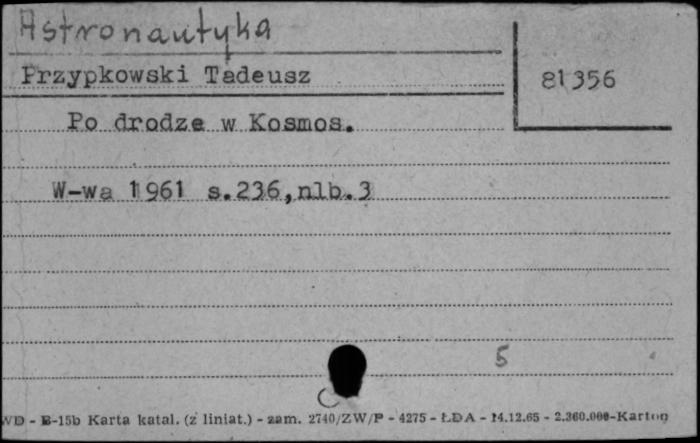 Astronautyka
Przypkowski Tadeusz
81356
Po drodze w Kosmos.
W-wa 1961 s.236,nlb.3
5
WD - B-15b Karta katal. (z liniat.) - zam. 2740/ZW/P - 4275 - ŁDA - 14.12.65 - 2.360.000-Karton